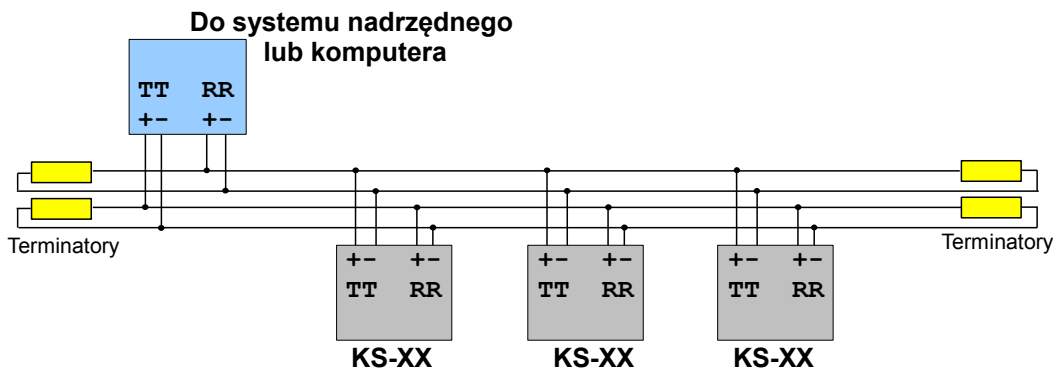 Do systemu nadrzędnego
lub komputera
TT RR
+- +-
Terminatory
Terminatory
+- +- +- +- +- +-
TT RR TT RR TT RR
KS-XX KS-XX KS-XX